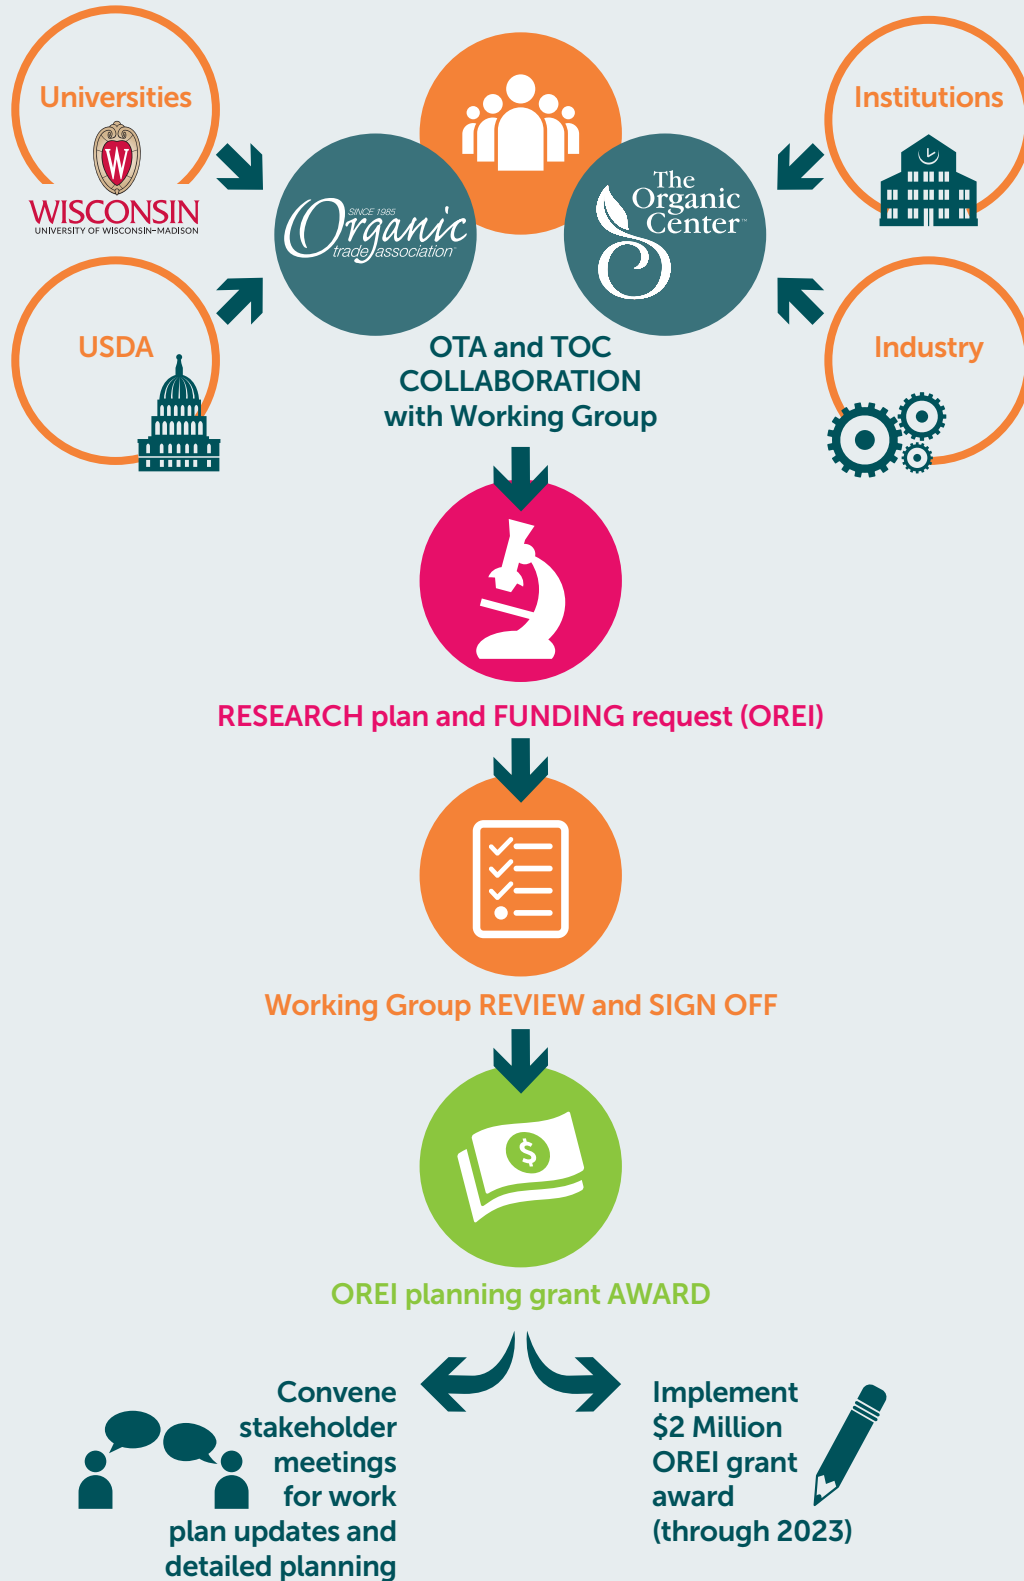 Universities
W
WISCONSIN
UNIVERSITY OF WISCONSIN–MADISON
Institutions
SINCE 1985
Organic
trade association
The
Organic
Center™
USDA
Industry
OTA and TOC
COLLABORATION
with Working Group
RESEARCH plan and FUNDING request (OREI)
Working Group REVIEW and SIGN OFF
$
OREI planning grant AWARD
Convene
stakeholder
meetings
for work
plan updates and
detailed planning
Implement
$2 Million
OREI grant
award
(through 2023)